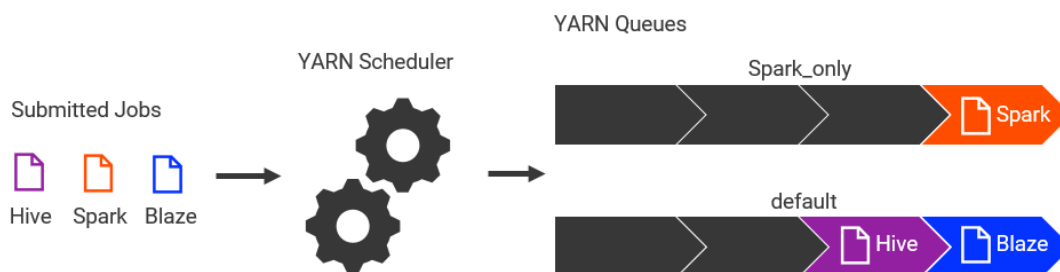 Submitted Jobs
Hive Spark Blaze
YARN Scheduler
YARN Queues
Spark_only
Spark
default
Hive Blaze